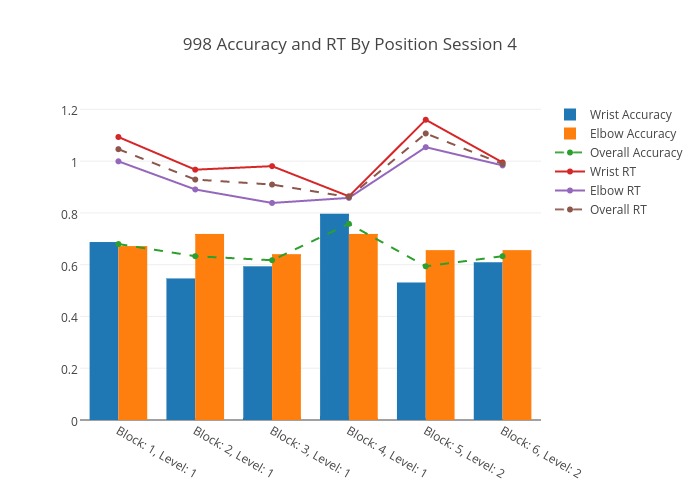 998 Accuracy and RT By Position Session 4
1.2
1
0.8
0.6
0.4
0.2
0
Block: 1, Level: 1
Block: 2, Level: 1
Block: 3, Level: 1
Block: 4, Level: 1
Block: 5, Level: 2
Block: 6, Level: 2
Wrist Accuracy
Elbow Accuracy
Overall Accuracy
Wrist RT
Elbow RT
Overall RT